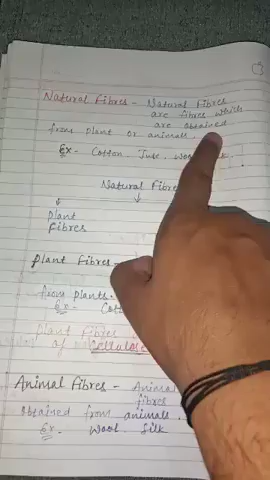 Natural Fibres - Natural Fibres
are fibres which
are obtained
from plant or animals.
Ex - Cotton Jute. Wool
Natural Fibre
↓ ↓
Plant
Fibres
Plant Fibres -
from plants.
Ex -
Plant Fibres
of Cellulose
Animal Fibres - Animal
fibres
obtained from animals.
Ex - Wool Silk